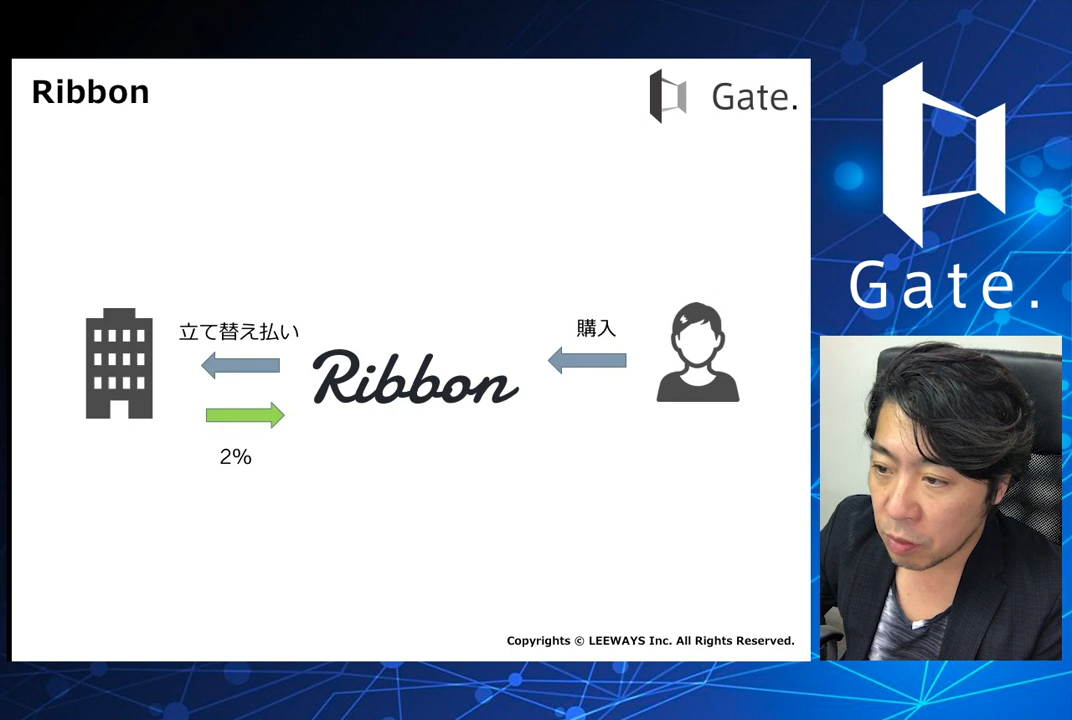 Ribbon
Gate.
Gate.
立て替え払い
購入
Ribbon
2%
Copyrights © LEEWAYS Inc. All Rights Reserved.